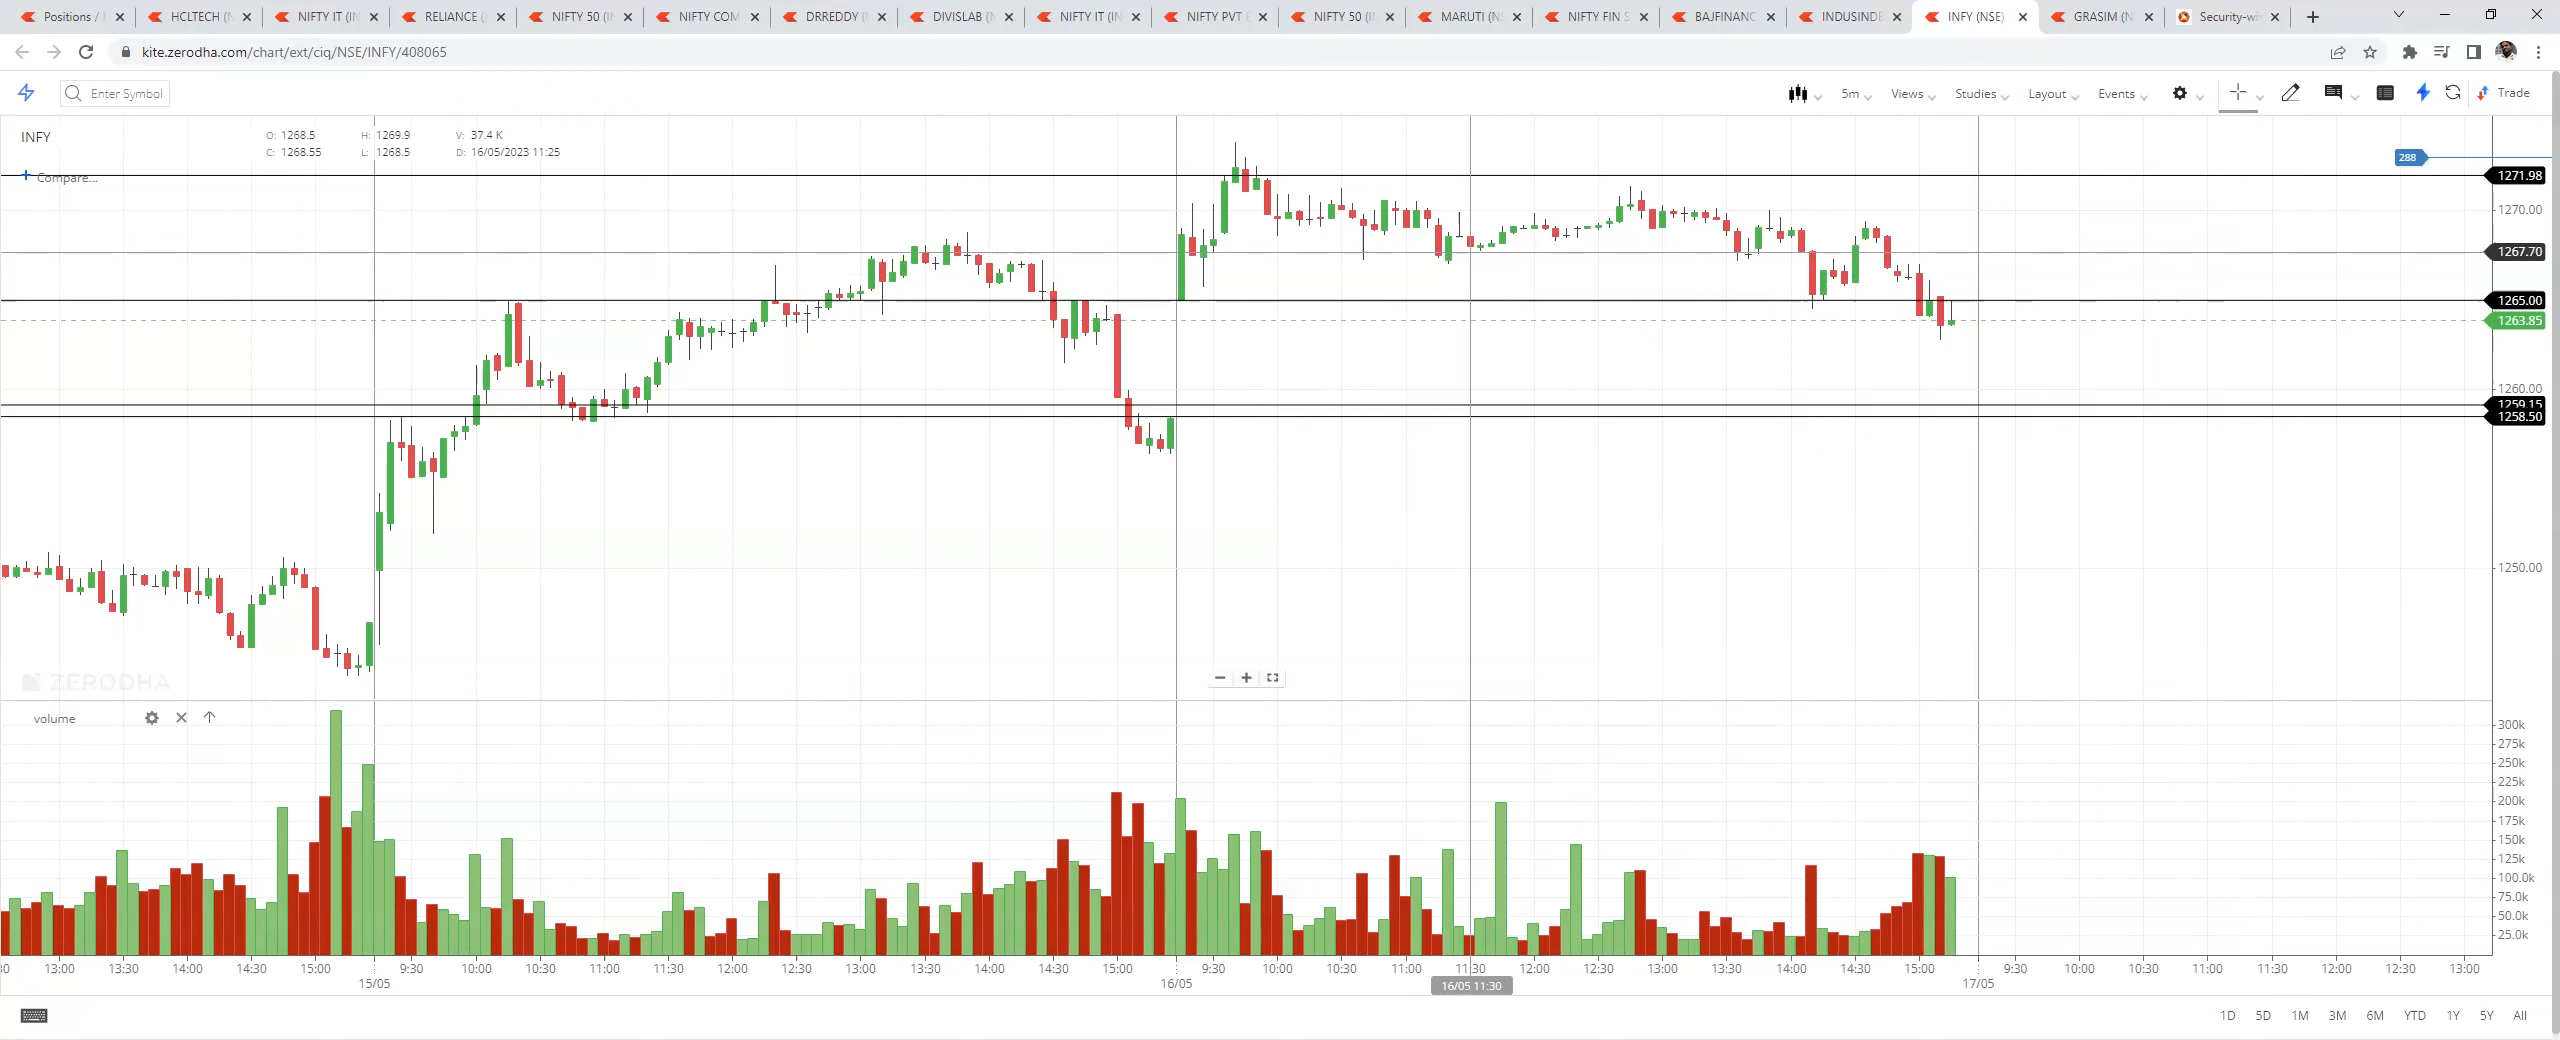 Positions / HCLTECH (N NIFTY IT (IN RELIANCE ( NIFTY 50 (IN NIFTY COM DRREDDY ( DIVISLAB (N NIFTY IT (IN NIFTY PVT NIFTY 50 (IN MARUTI (NS NIFTY FIN S BAJFINANC INDUSINDB INFY (NSE) GRASIM (N Security-wis
kite.zerodha.com/chart/ext/ciq/NSE/INFY/408065
Enter Symbol 5m Views Studies Layout Events Trade
INFY O: 1268.5 H: 1269.9 V: 37.4 K
C: 1268.55 L: 1268.5 D: 16/05/2023 11:25
288
Compare...
1271.98
1270.00
1267.70
1265.00
1263.85
1260.00
1259.15
1258.50
1250.00
ZERODHA
volume
300k
275k
250k
225k
200k
175k
150k
125k
100.0k
75.0k
50.0k
25.0k
13:00 13:30 14:00 14:30 15:00 9:30 10:00 10:30 11:00 11:30 12:00 12:30 13:00 13:30 14:00 14:30 15:00 9:30 10:00 10:30 11:00 11:30 12:00 12:30 13:00 13:30 14:00 14:30 15:00 9:30 10:00 10:30 11:00 11:30 12:00 12:30 13:00
15/05 16/05 16/05 11:30 17/05
1D 5D 1M 3M 6M YTD 1Y 5Y All